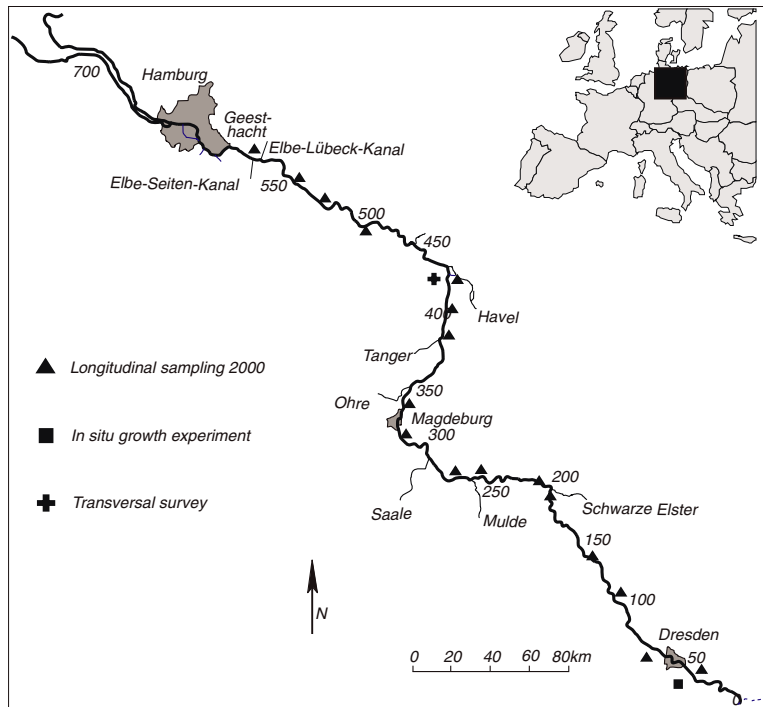 700
Hamburg
Geest-
hacht
Elbe-Lübeck-Kanal
Elbe-Seiten-Kanal
550
500
450
Havel
400
Tanger
350
Ohre
Magdeburg
300
Longitudinal sampling 2000
In situ growth experiment
Transversal survey
200
250
Schwarze Elster
Saale
Mulde
150
100
N
Dresden
50
0 20 40 60 80km
0